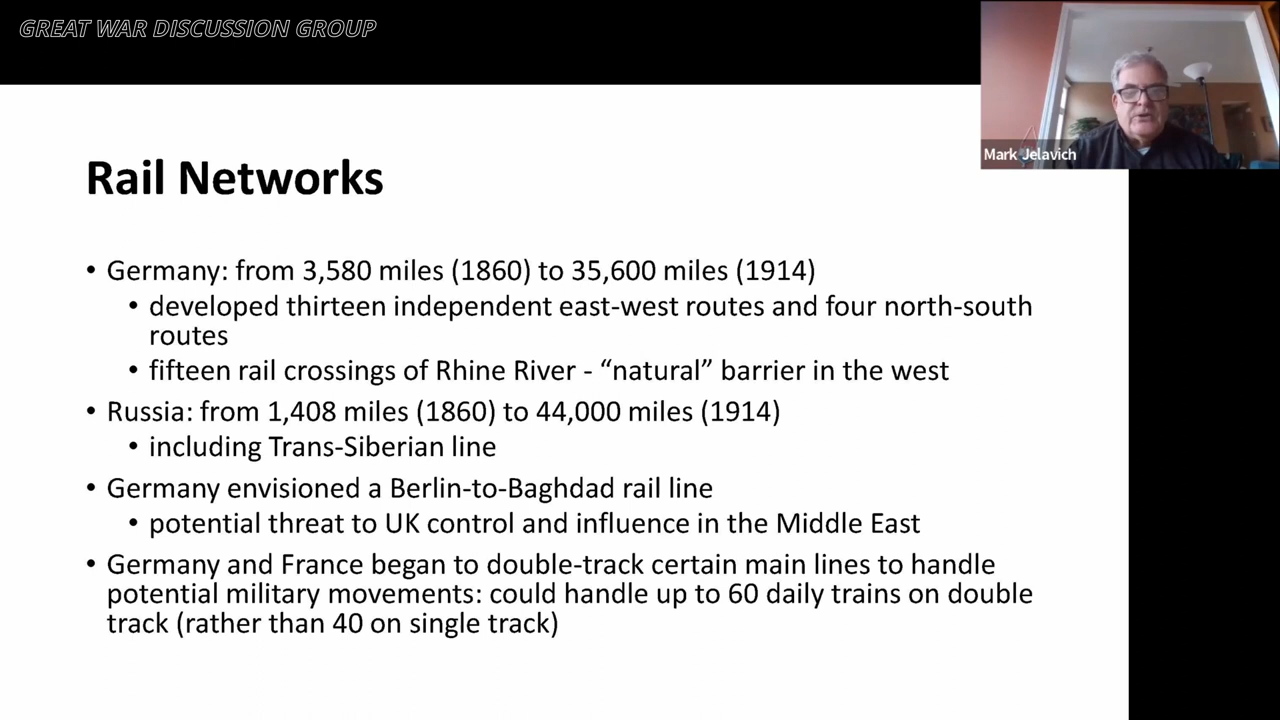 GREAT WAR DISCUSSION GROUP
Mark Jelavich
Rail Networks
• Germany: from 3,580 miles (1860) to 35,600 miles (1914)
• developed thirteen independent east-west routes and four north-south
routes
• fifteen rail crossings of Rhine River - “natural” barrier in the west
• Russia: from 1,408 miles (1860) to 44,000 miles (1914)
• including Trans-Siberian line
• Germany envisioned a Berlin-to-Baghdad rail line
• potential threat to UK control and influence in the Middle East
• Germany and France began to double-track certain main lines to handle
potential military movements: could handle up to 60 daily trains on double
track (rather than 40 on single track)